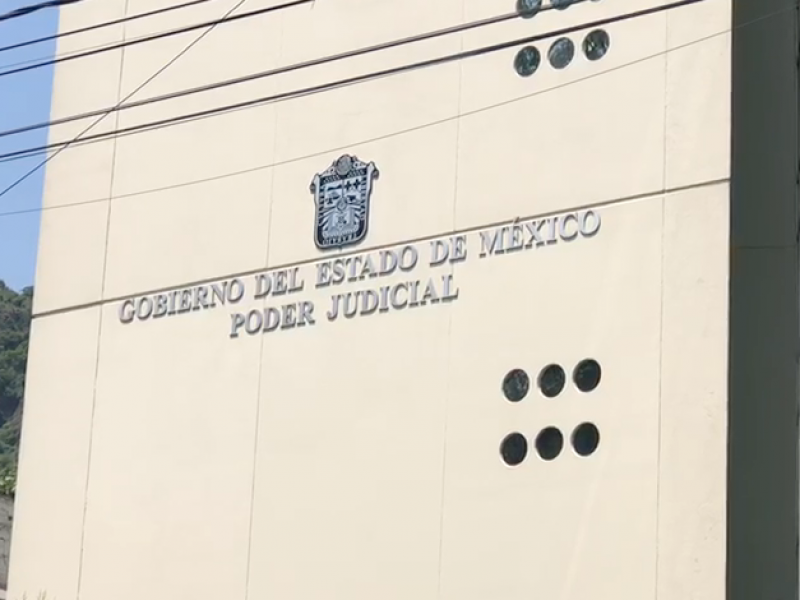 GOBIERNO DEL ESTADO DE MÉXICO
PODER JUDICIAL